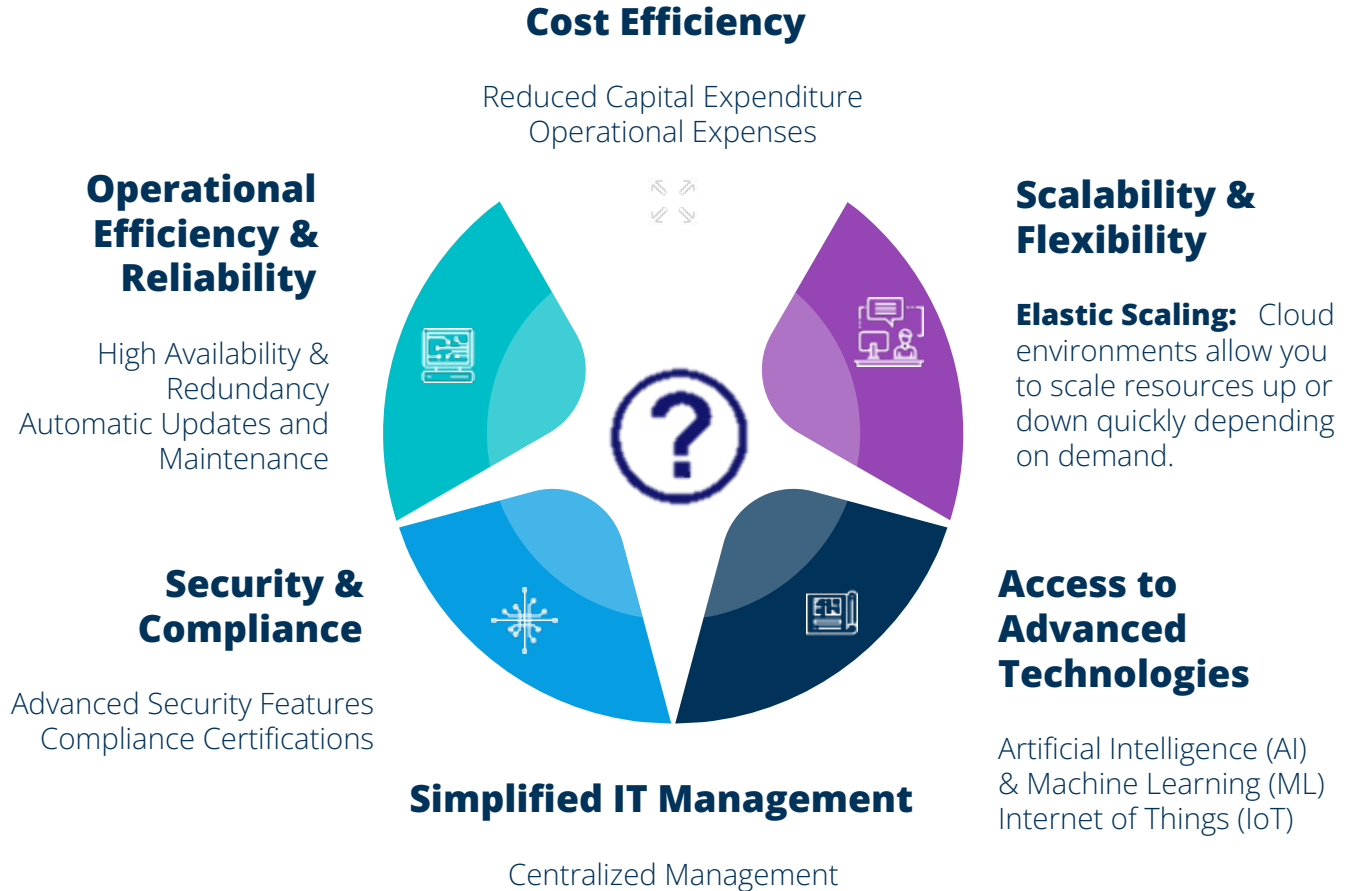 Cost Efficiency
Reduced Capital Expenditure
Operational Expenses
Operational
Efficiency &
Reliability
High Availability &
Redundancy
Automatic Updates and
Maintenance
Scalability &
Flexibility
Elastic Scaling: Cloud
environments allow you
to scale resources up or
down quickly depending
on demand.
?
Security &
Compliance
Advanced Security Features
Compliance Certifications
Access to
Advanced
Technologies
Artificial Intelligence (AI)
& Machine Learning (ML)
Internet of Things (IoT)
Simplified IT Management
Centralized Management